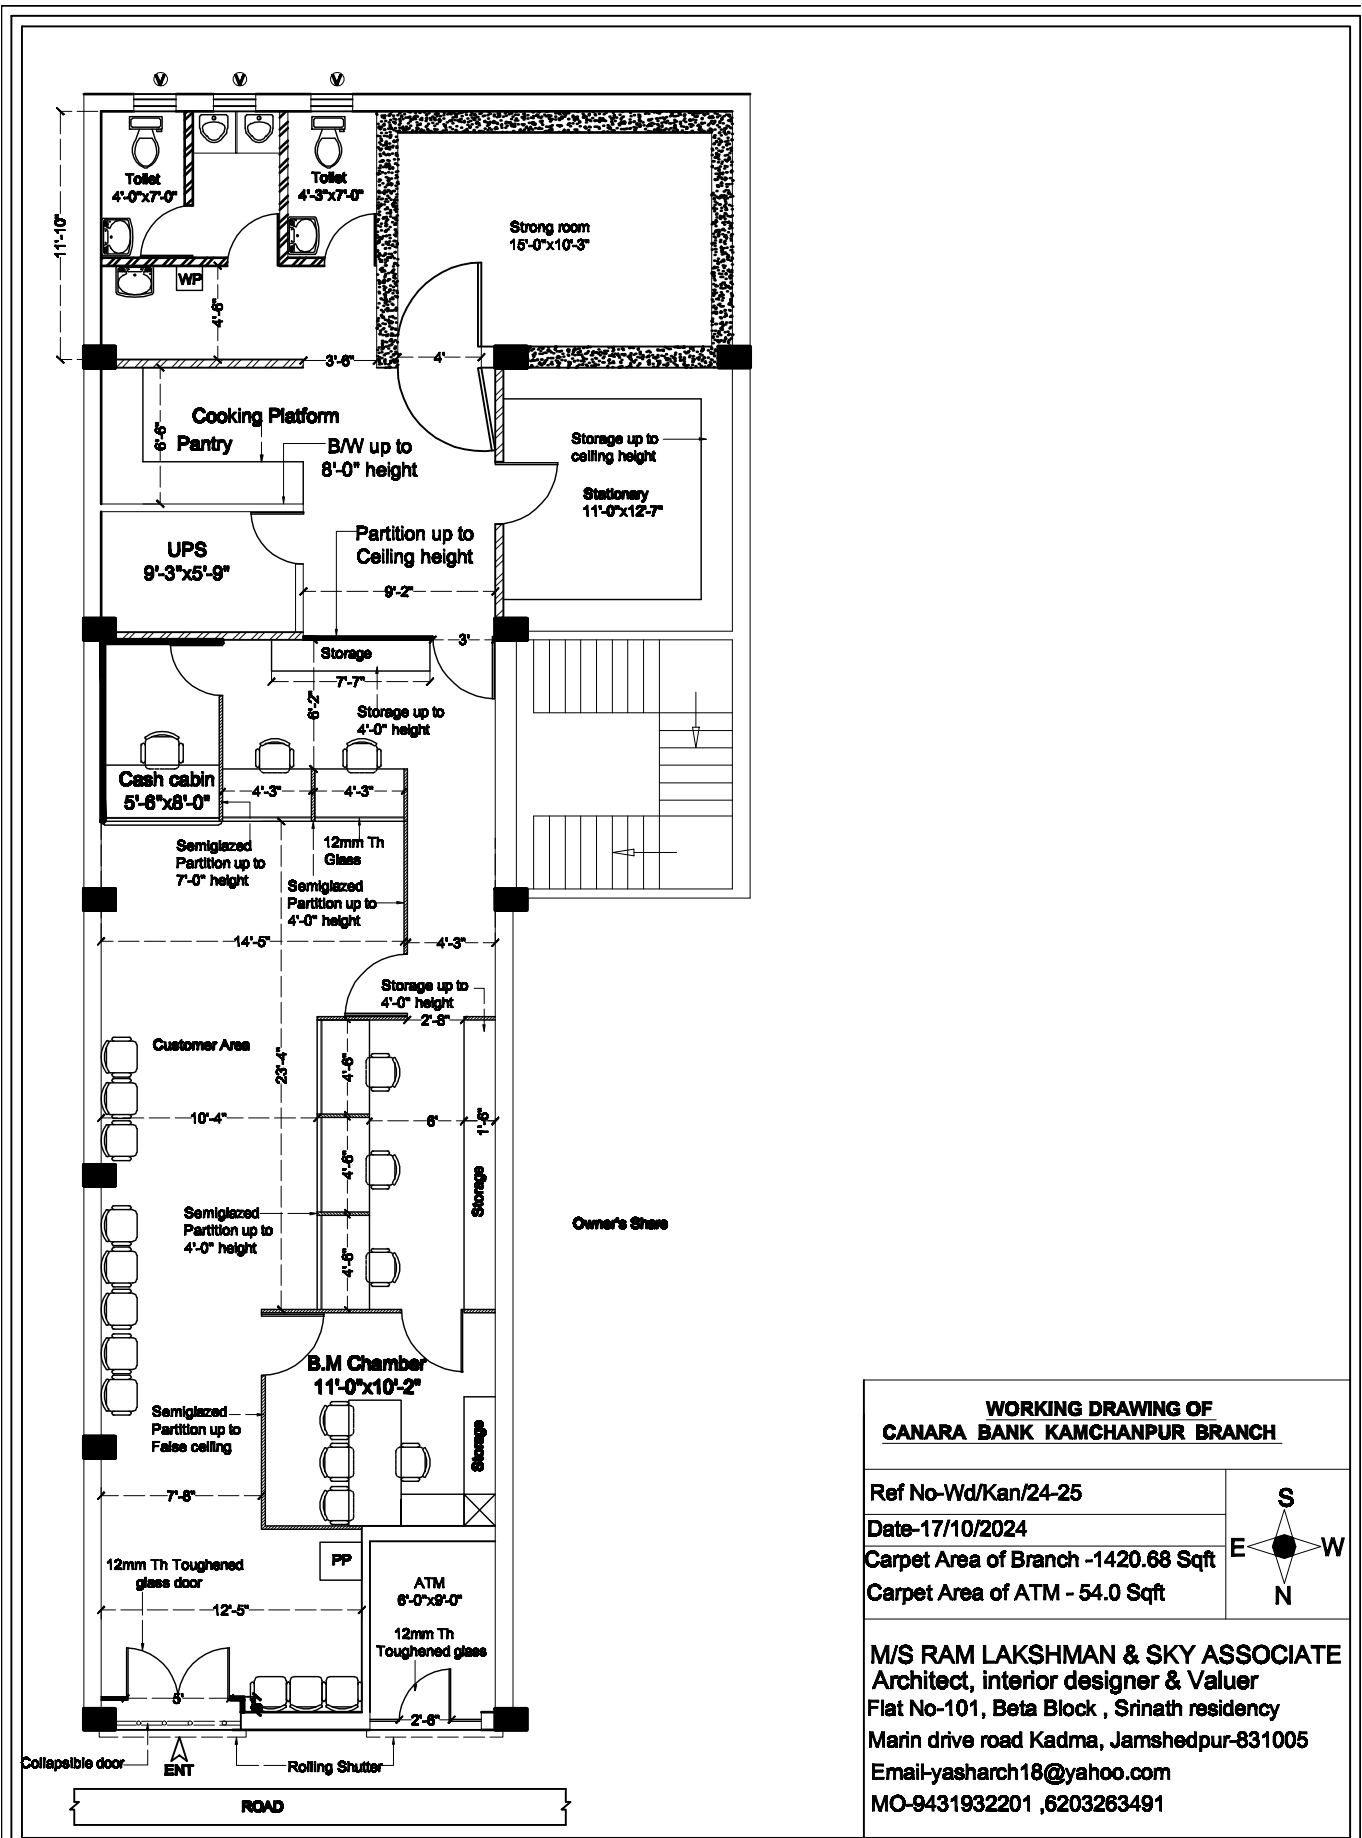 V V V
Toilet
4'-0"x7'-0"
Toilet
4'-3"x7'-0"
11'-10"
Strong room
15'-0"x10'-3"
WP
4'-6"
3'-6"
4'
Cooking Platform
Pantry
6'-6"
B/W up to
8'-0" height
Storage up to
ceiling height
Stationary
11'-0"x12'-7"
UPS
9'-3"x5'-9"
Partition up to
Ceiling height
9'-2"
3'
Storage
7'-7"
6'-2"
Storage up to
4'-0" height
Cash cabin
5'-6"x8'-0"
4'-3"
4'-3"
Semiglazed
Partition up to
7'-0" height
12mm Th
Glass
Semiglazed
Partition up to
4'-0" height
14'-5"
4'-3"
Storage up to
4'-0" height
2'-8"
Customer Area
23'-4"
4'-6"
10'-4"
6'
1'-6"
4'-6"
Storage
Semiglazed
Partition up to
4'-0" height
4'-6"
Owner's Share
B.M Chamber
11'-0"x10'-2"
Semiglazed
Partition up to
False ceiling
Storage
7'-8"
12mm Th Toughened
glass door
PP
ATM
6'-0"x9'-0"
12'-5"
12mm Th
Toughened glass
5'
2'-6"
Collapsible door
ENT
Rolling Shutter
ROAD
WORKING DRAWING OF
CANARA BANK KAMCHANPUR BRANCH
Ref No-Wd/Kan/24-25
Date-17/10/2024
Carpet Area of Branch -1420.68 Sqft
Carpet Area of ATM - 54.0 Sqft
S
E W
N
M/S RAM LAKSHMAN & SKY ASSOCIATE
Architect, interior designer & Valuer
Flat No-101, Beta Block , Srinath residency
Marin drive road Kadma, Jamshedpur-831005
Email-yasharch18@yahoo.com
MO-9431932201 ,6203263491